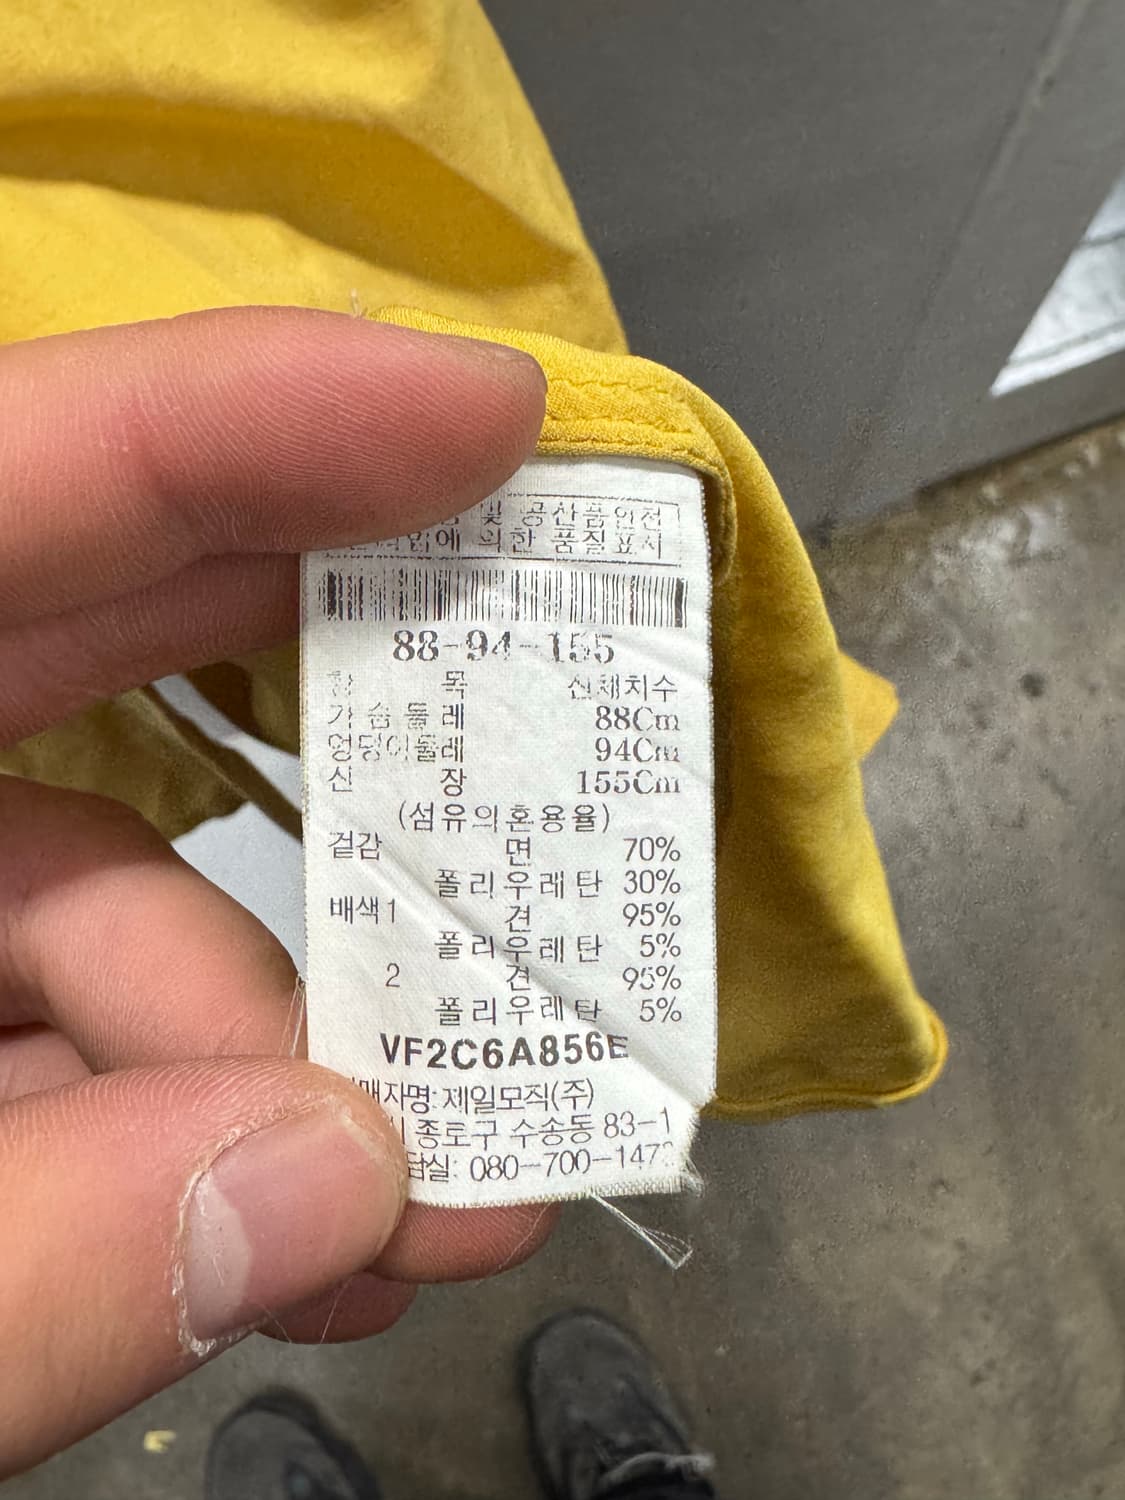 및 공산품안전
에 의한 품질표시
88-94-155
항 목 신체치수
가슴둘레 88Cm
엉덩이둘레 94Cm
신 장 155Cm
(섬유의혼용율)
겉감 면 70%
폴리우레탄 30%
배색1 견 95%
폴리우레탄 5%
2 견 95%
폴리우레탄 5%
VF2C6A856E
매자명: 제일모직(주)
종로구 수송동 83-1
담실: 080-700-147